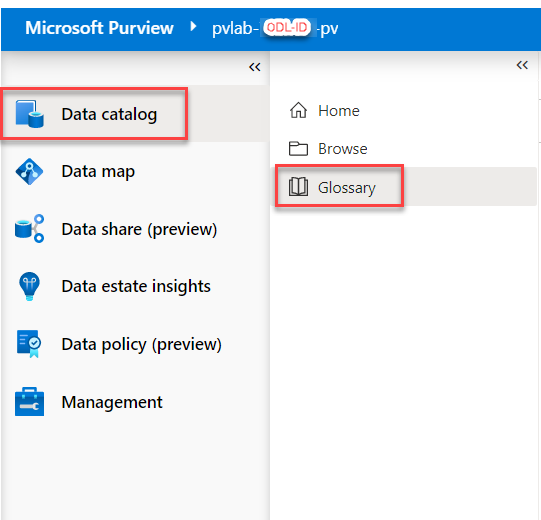 Microsoft Purview pvlab-ODL-ID-pv
Data catalog
Data map
Data share (preview)
Data estate insights
Data policy (preview)
Management
Home
Browse
Glossary